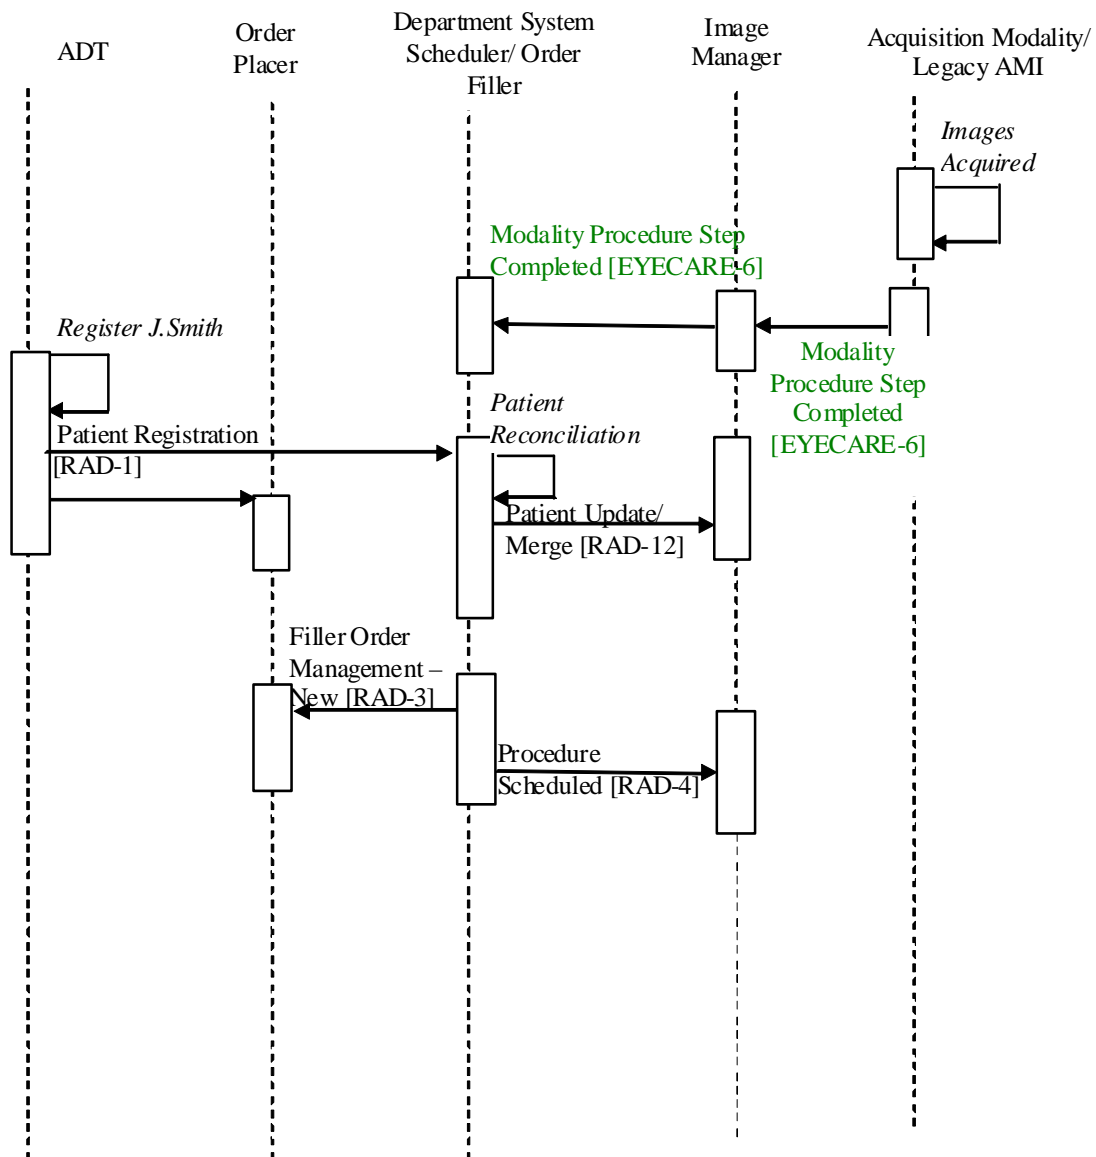 ADT
Order
Placer
Department System
Scheduler/ Order
Filler
Image
Manager
Acquisition Modality/
Legacy AMI
Images
Acquired
Modality Procedure Step
Completed [EYECARE-6]
Register J.Smith
Modality
Procedure Step
Completed
[EYECARE-6]
Patient
Reconciliation
Patient Registration
[RAD-1]
Patient Update/
Merge [RAD-12]
Filler Order
Management –
New [RAD-3]
Procedure
Scheduled [RAD-4]